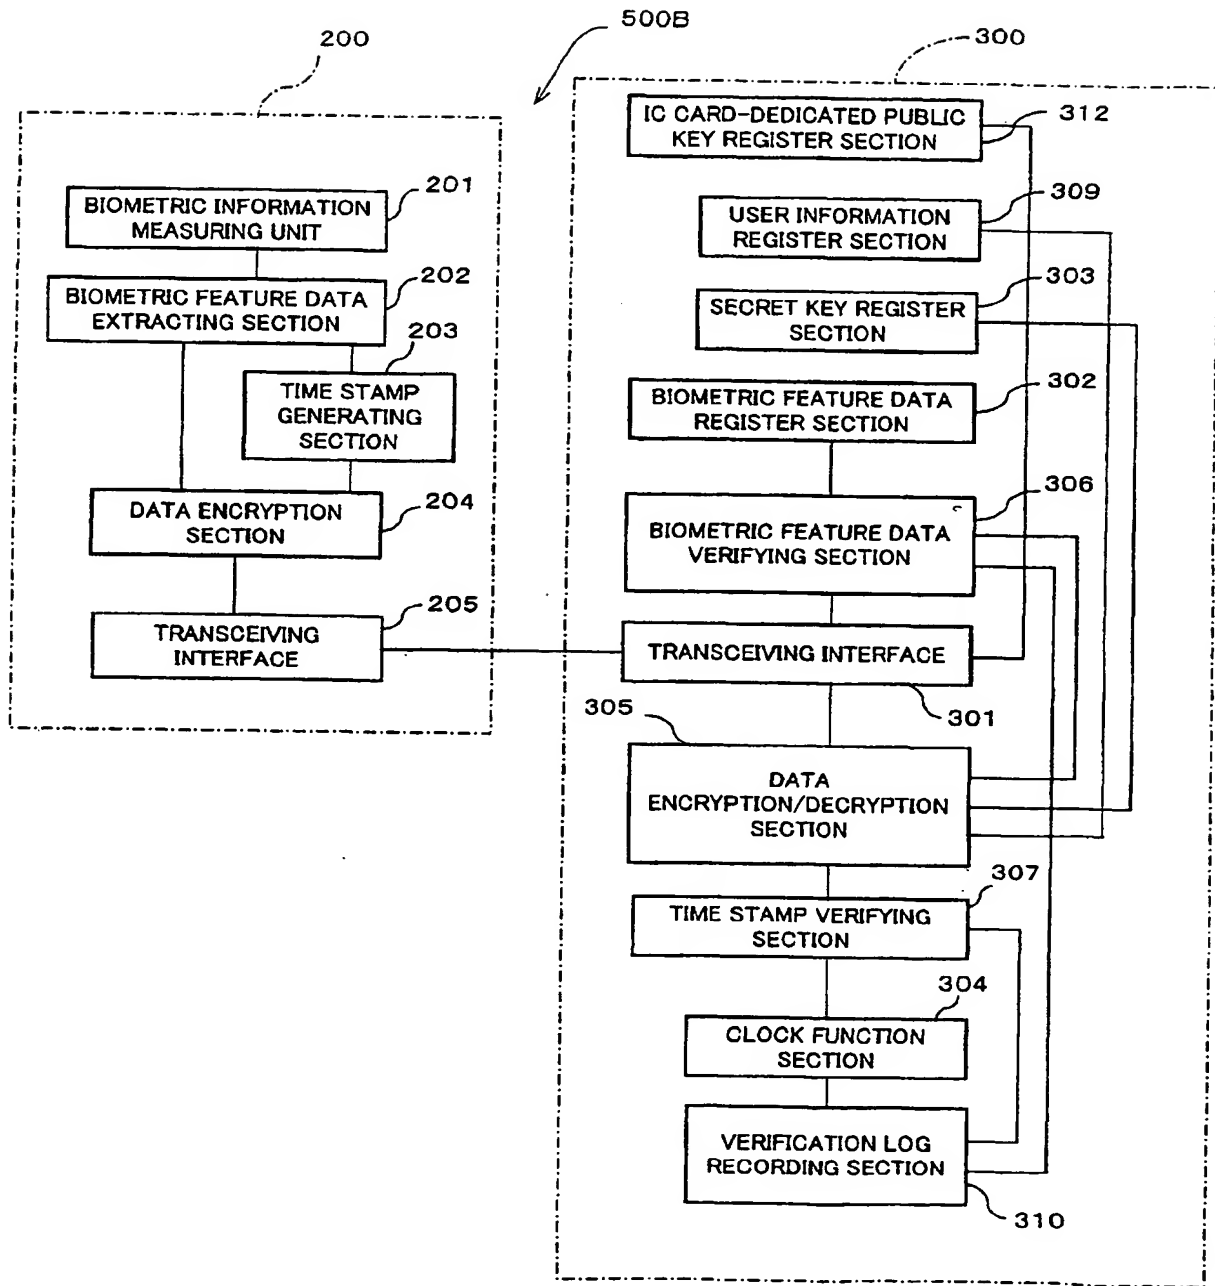 500B
200
300
IC CARD-DEDICATED PUBLIC
KEY REGISTER SECTION
312
201
BIOMETRIC INFORMATION
MEASURING UNIT
309
USER INFORMATION
REGISTER SECTION
202
BIOMETRIC FEATURE DATA
EXTRACTING SECTION
303
SECRET KEY REGISTER
SECTION
203
TIME STAMP
GENERATING
SECTION
302
BIOMETRIC FEATURE DATA
REGISTER SECTION
204
DATA ENCRYPTION
SECTION
306
BIOMETRIC FEATURE DATA
VERIFYING SECTION
205
TRANSCEIVING
INTERFACE
TRANSCEIVING INTERFACE
301
305
DATA
ENCRYPTION/DECRYPTION
SECTION
307
TIME STAMP VERIFYING
SECTION
304
CLOCK FUNCTION
SECTION
VERIFICATION LOG
RECORDING SECTION
310